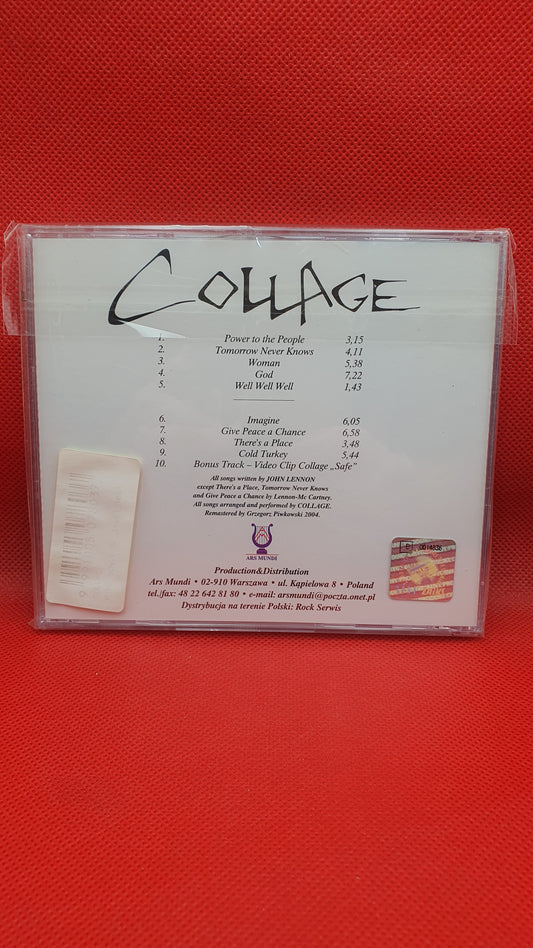 COLLAGE
1. Power to the People 3,15
2. Tomorrow Never Knows 4,11
3. Woman 5,38
4. God 7,22
5. Well Well Well 1,43
6. Imagine 6,05
7. Give Peace a Chance 6,58
8. There's a Place 3,48
9. Cold Turkey 5,44
10. Bonus Track – Video Clip Collage „Safe”
All songs written by JOHN LENNON
except There's a Place, Tomorrow Never Knows
and Give Peace a Chance by Lennon-Mc Cartney.
All songs arranged and performed by COLLAGE.
Remastered by Grzegorz Piwkowski 2004.
ARS MUNDI
Production&Distribution
Ars Mundi • 02-910 Warszawa • ul. Kąpielowa 8 • Poland
tel./fax: 48 22 642 81 80 • e-mail: arsmundi@poczta.onet.pl
Dystrybucja na terenie Polski: Rock Serwis